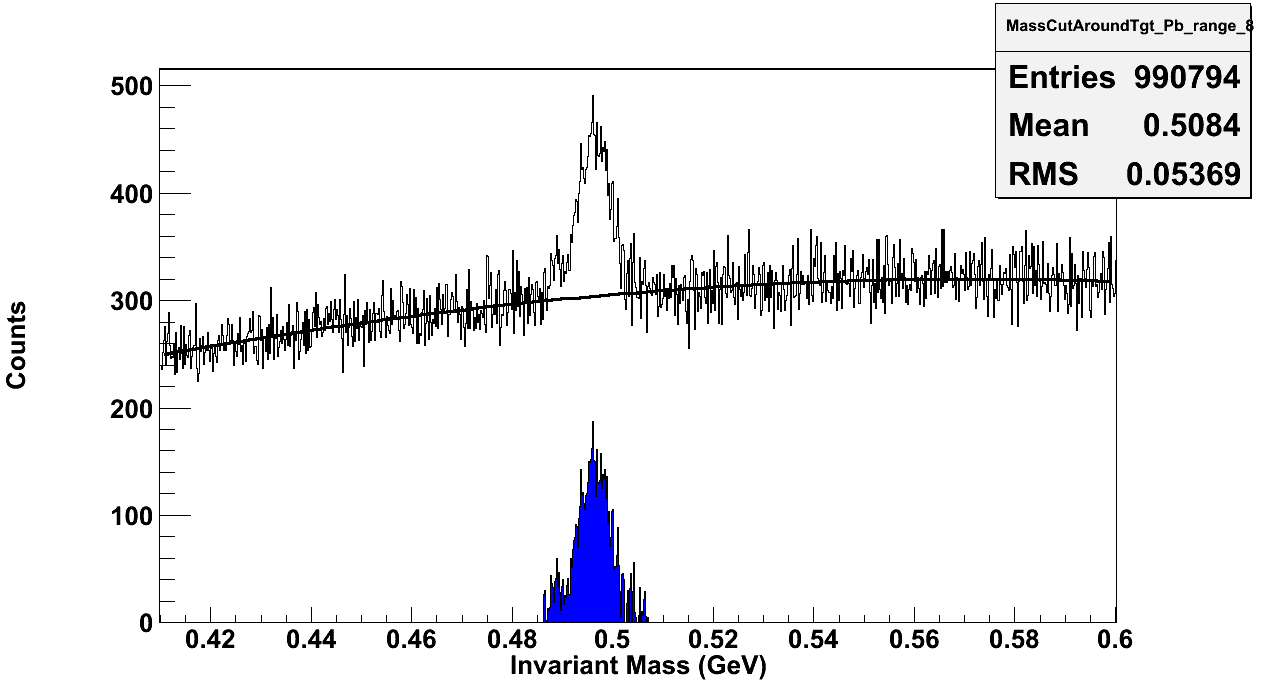 MassCutAroundTgt_Pb_range_8
Entries 990794
Mean 0.5084
RMS 0.05369
500
400
300
200
100
0
Counts
0.42 0.44 0.46 0.48 0.5 0.52 0.54 0.56 0.58 0.6
Invariant Mass (GeV)